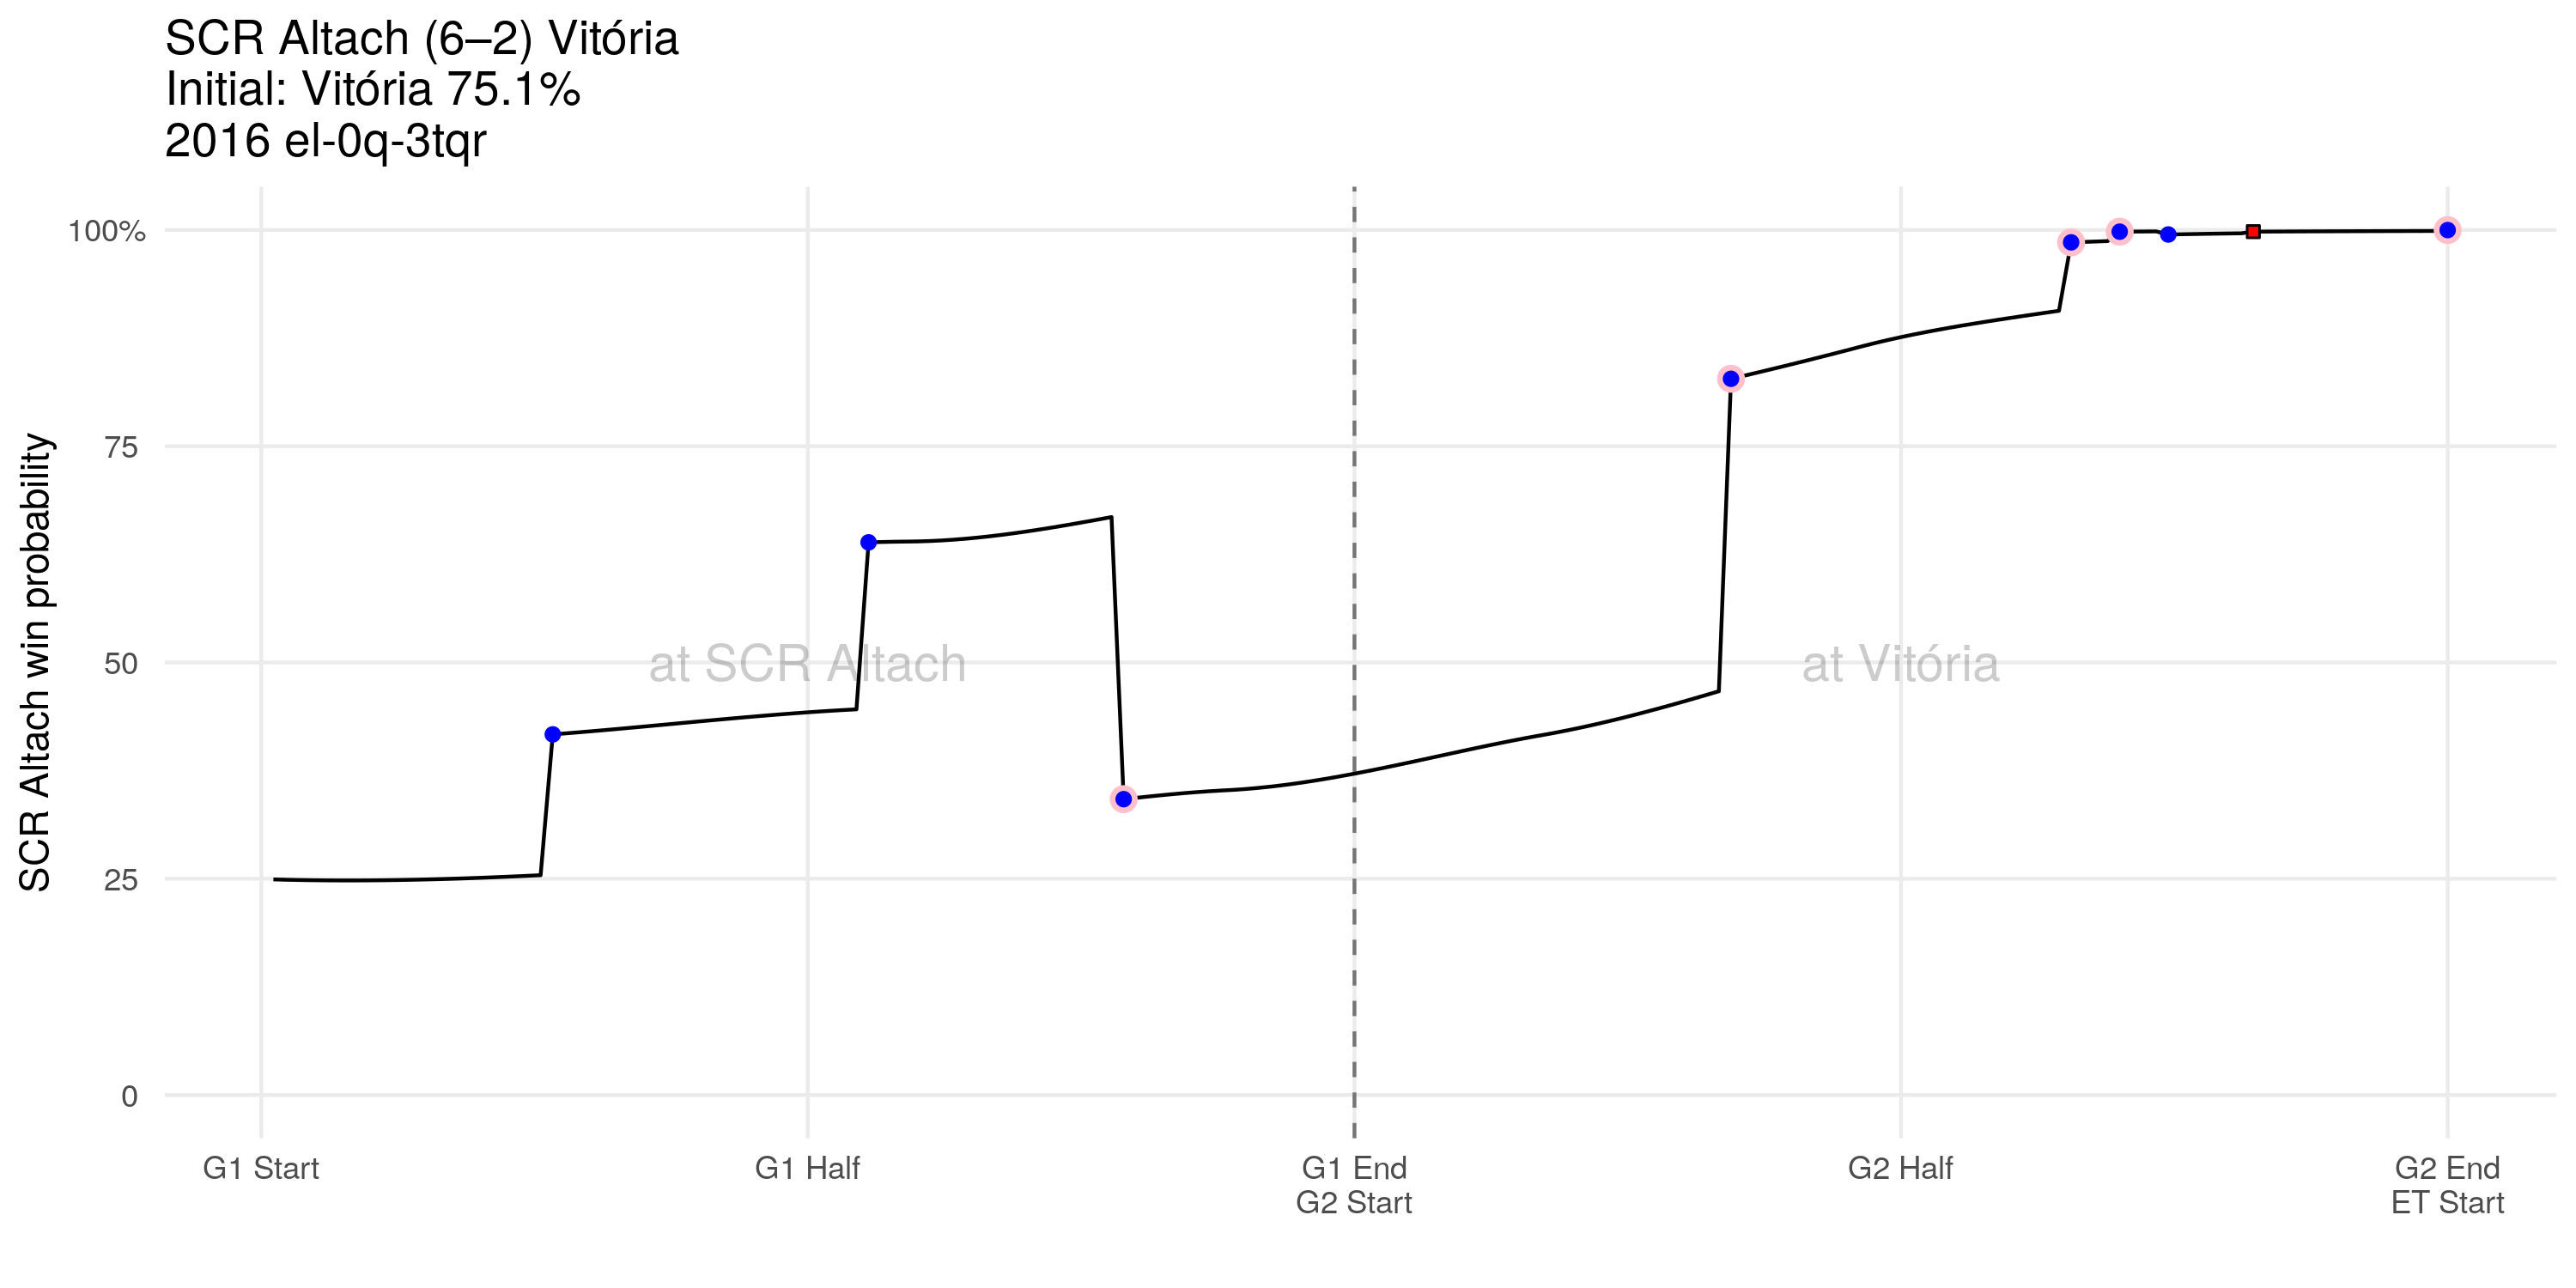 SCR Altach (6–2) Vitória
Initial: Vitória 75.1%
2016 el-0q-3tqr
SCR Altach win probability
100%
75
50
25
0
at SCR Altach
at Vitória
G1 Start
G1 Half
G1 End
G2 Start
G2 Half
G2 End
ET Start